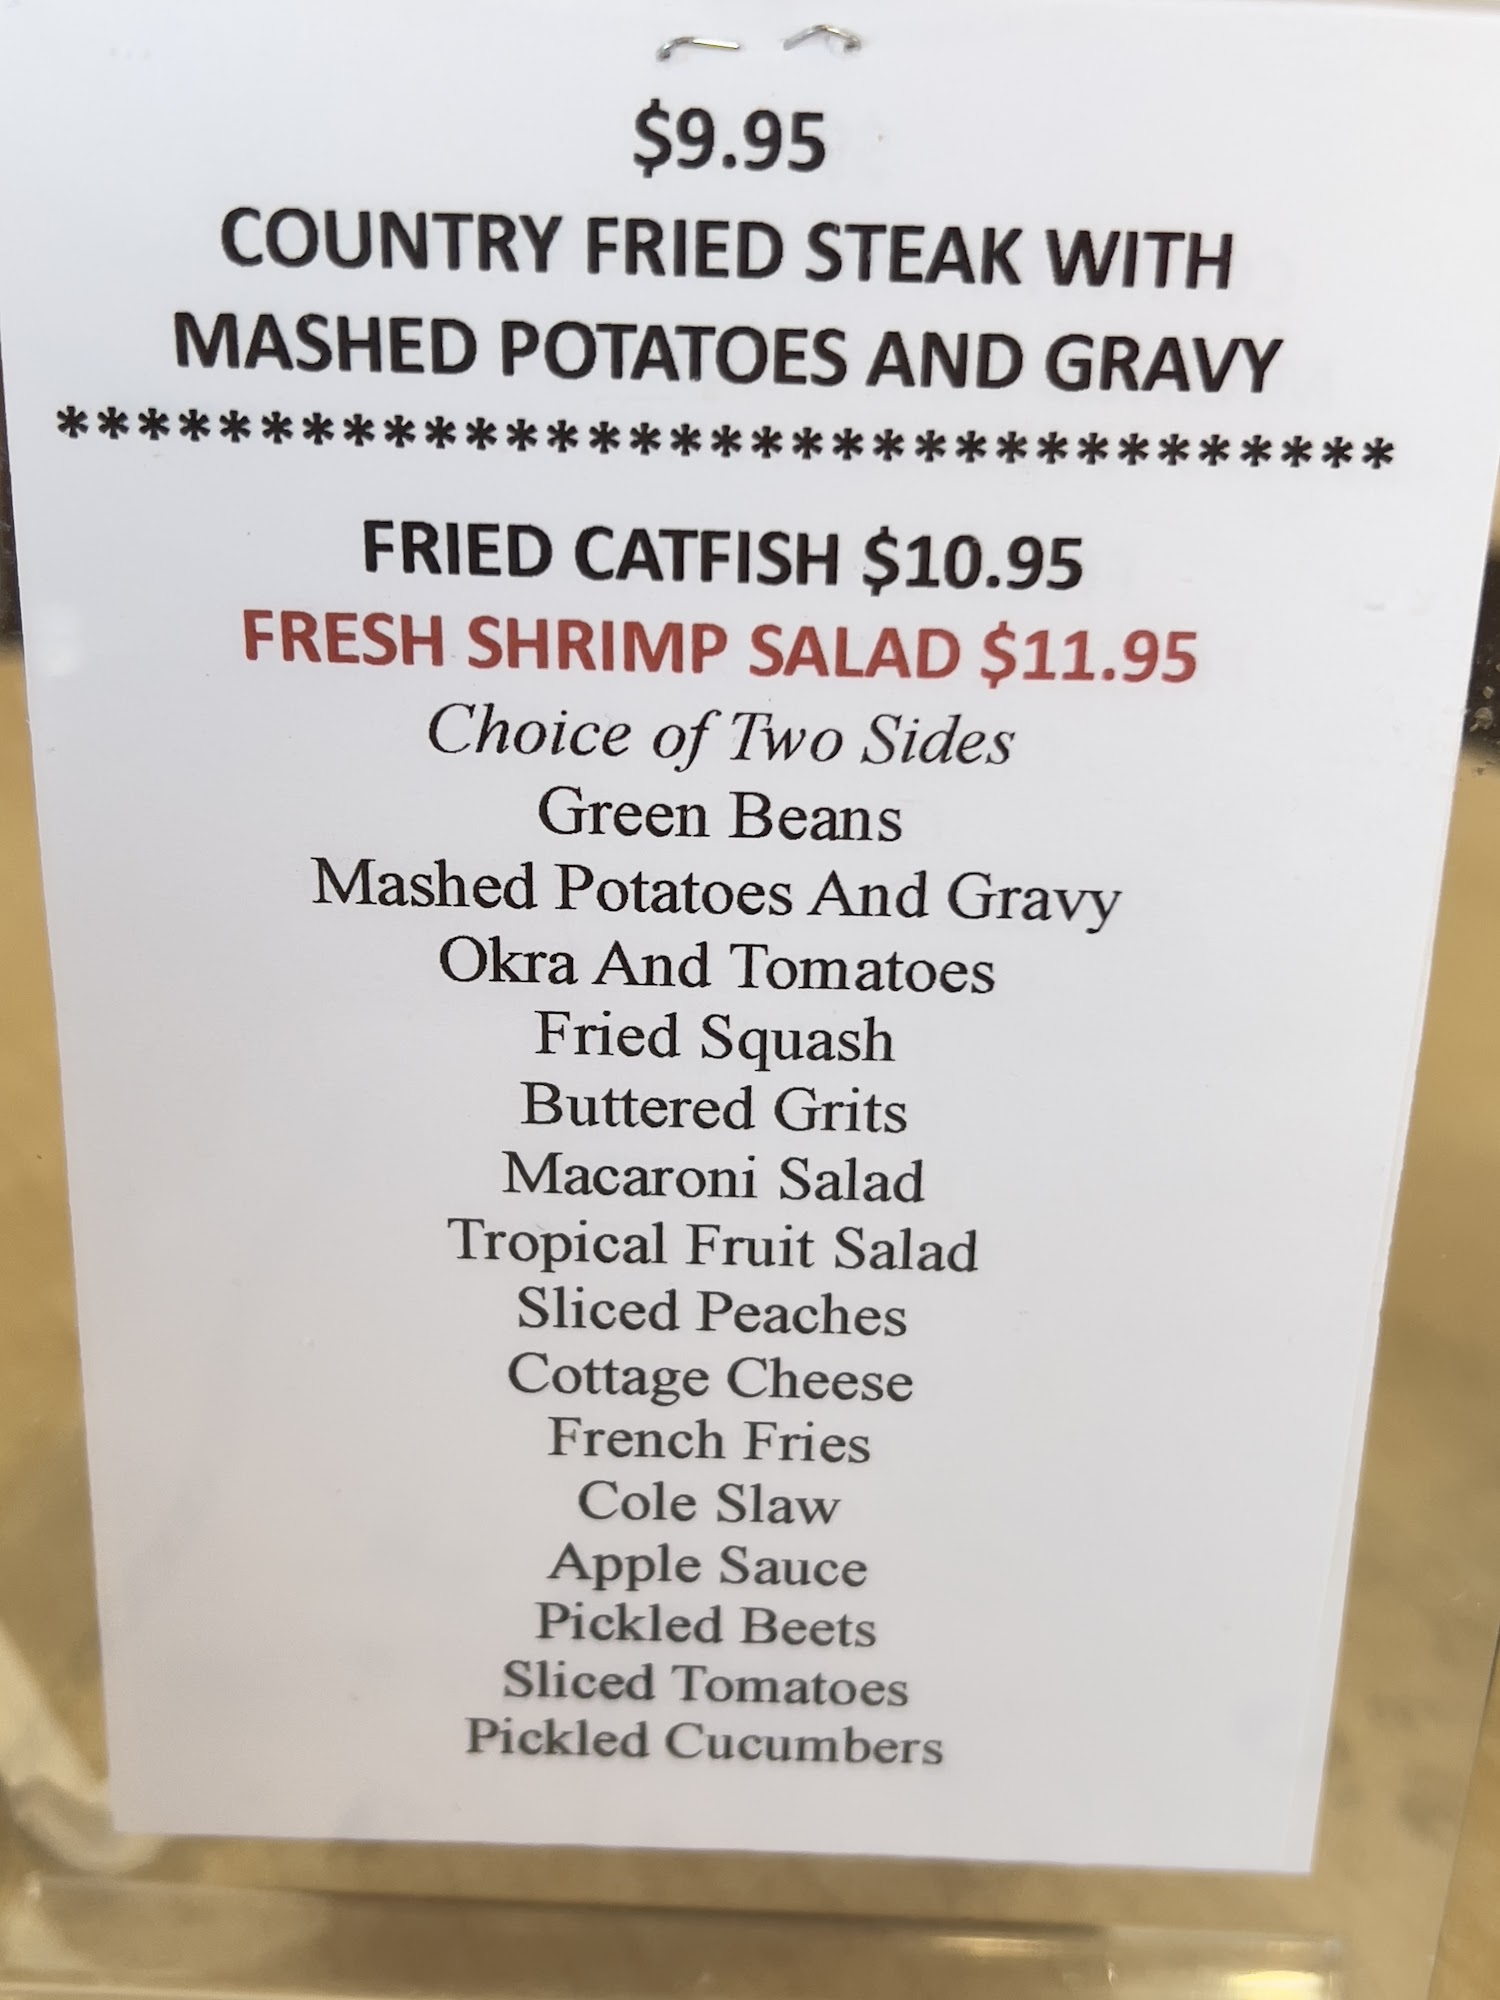 $9.95
COUNTRY FRIED STEAK WITH
MASHED POTATOES AND GRAVY
*********************************
FRIED CATFISH $10.95
FRESH SHRIMP SALAD $11.95
Choice of Two Sides
Green Beans
Mashed Potatoes And Gravy
Okra And Tomatoes
Fried Squash
Buttered Grits
Macaroni Salad
Tropical Fruit Salad
Sliced Peaches
Cottage Cheese
French Fries
Cole Slaw
Apple Sauce
Pickled Beets
Sliced Tomatoes
Pickled Cucumbers